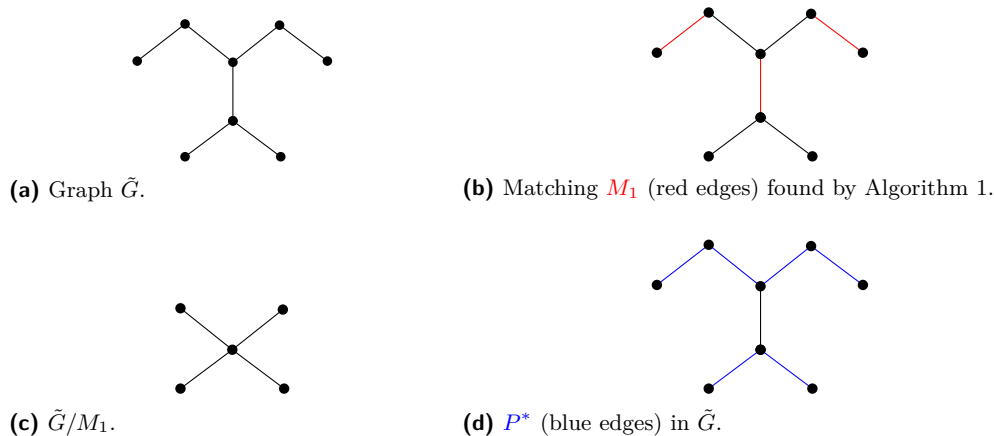 (a) Graph G̃.
(b) Matching M₁ (red edges) found by Algorithm 1.
(c) G̃/M₁.
(d) P* (blue edges) in G̃.